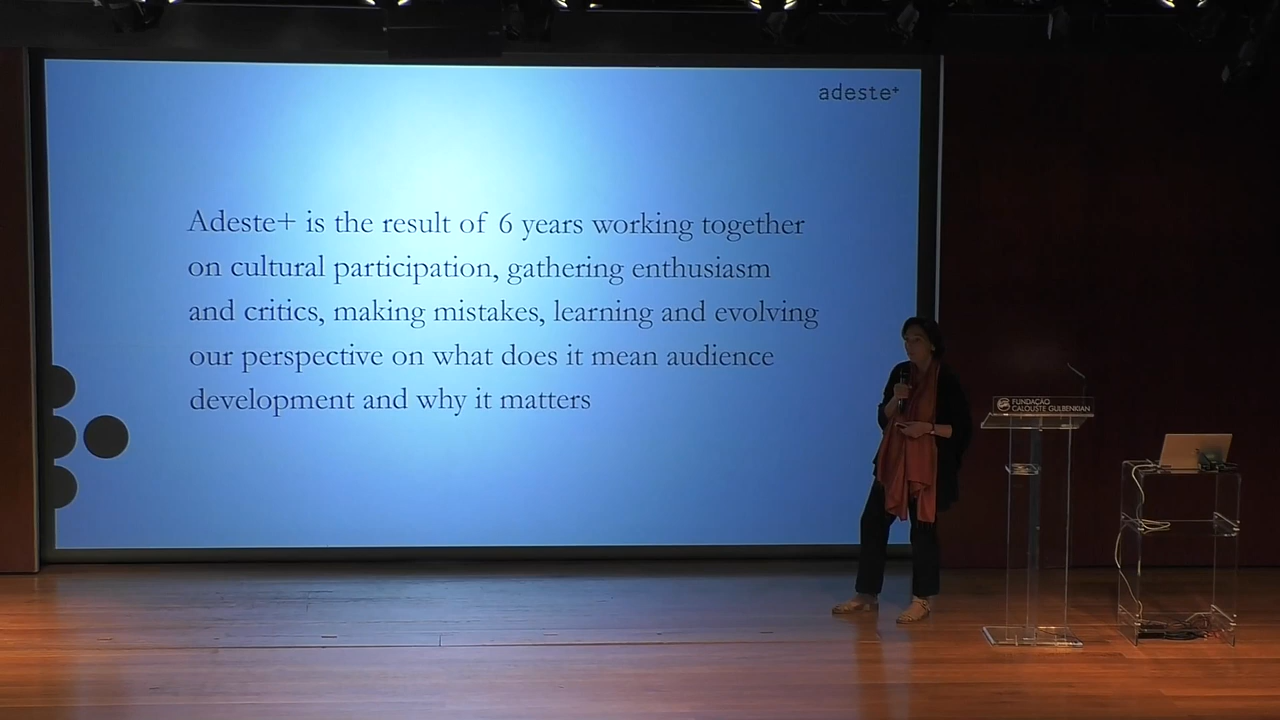 adeste+
Adeste+ is the result of 6 years working together
on cultural participation, gathering enthusiasm
and critics, making mistakes, learning and evolving
our perspective on what does it mean audience
development and why it matters
FUNDAÇÃO
CALOUSTE GULBENKIAN